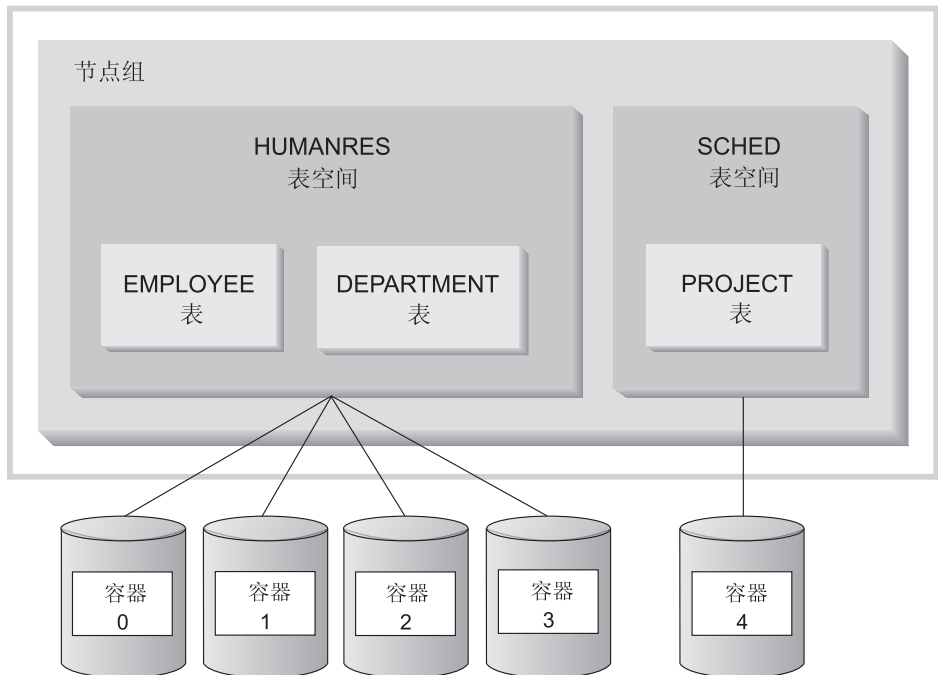 节点组
HUMANRES
表空间
SCHED
表空间
EMPLOYEE
表
DEPARTMENT
表
PROJECT
表
容器
0
容器
1
容器
2
容器
3
容器
4